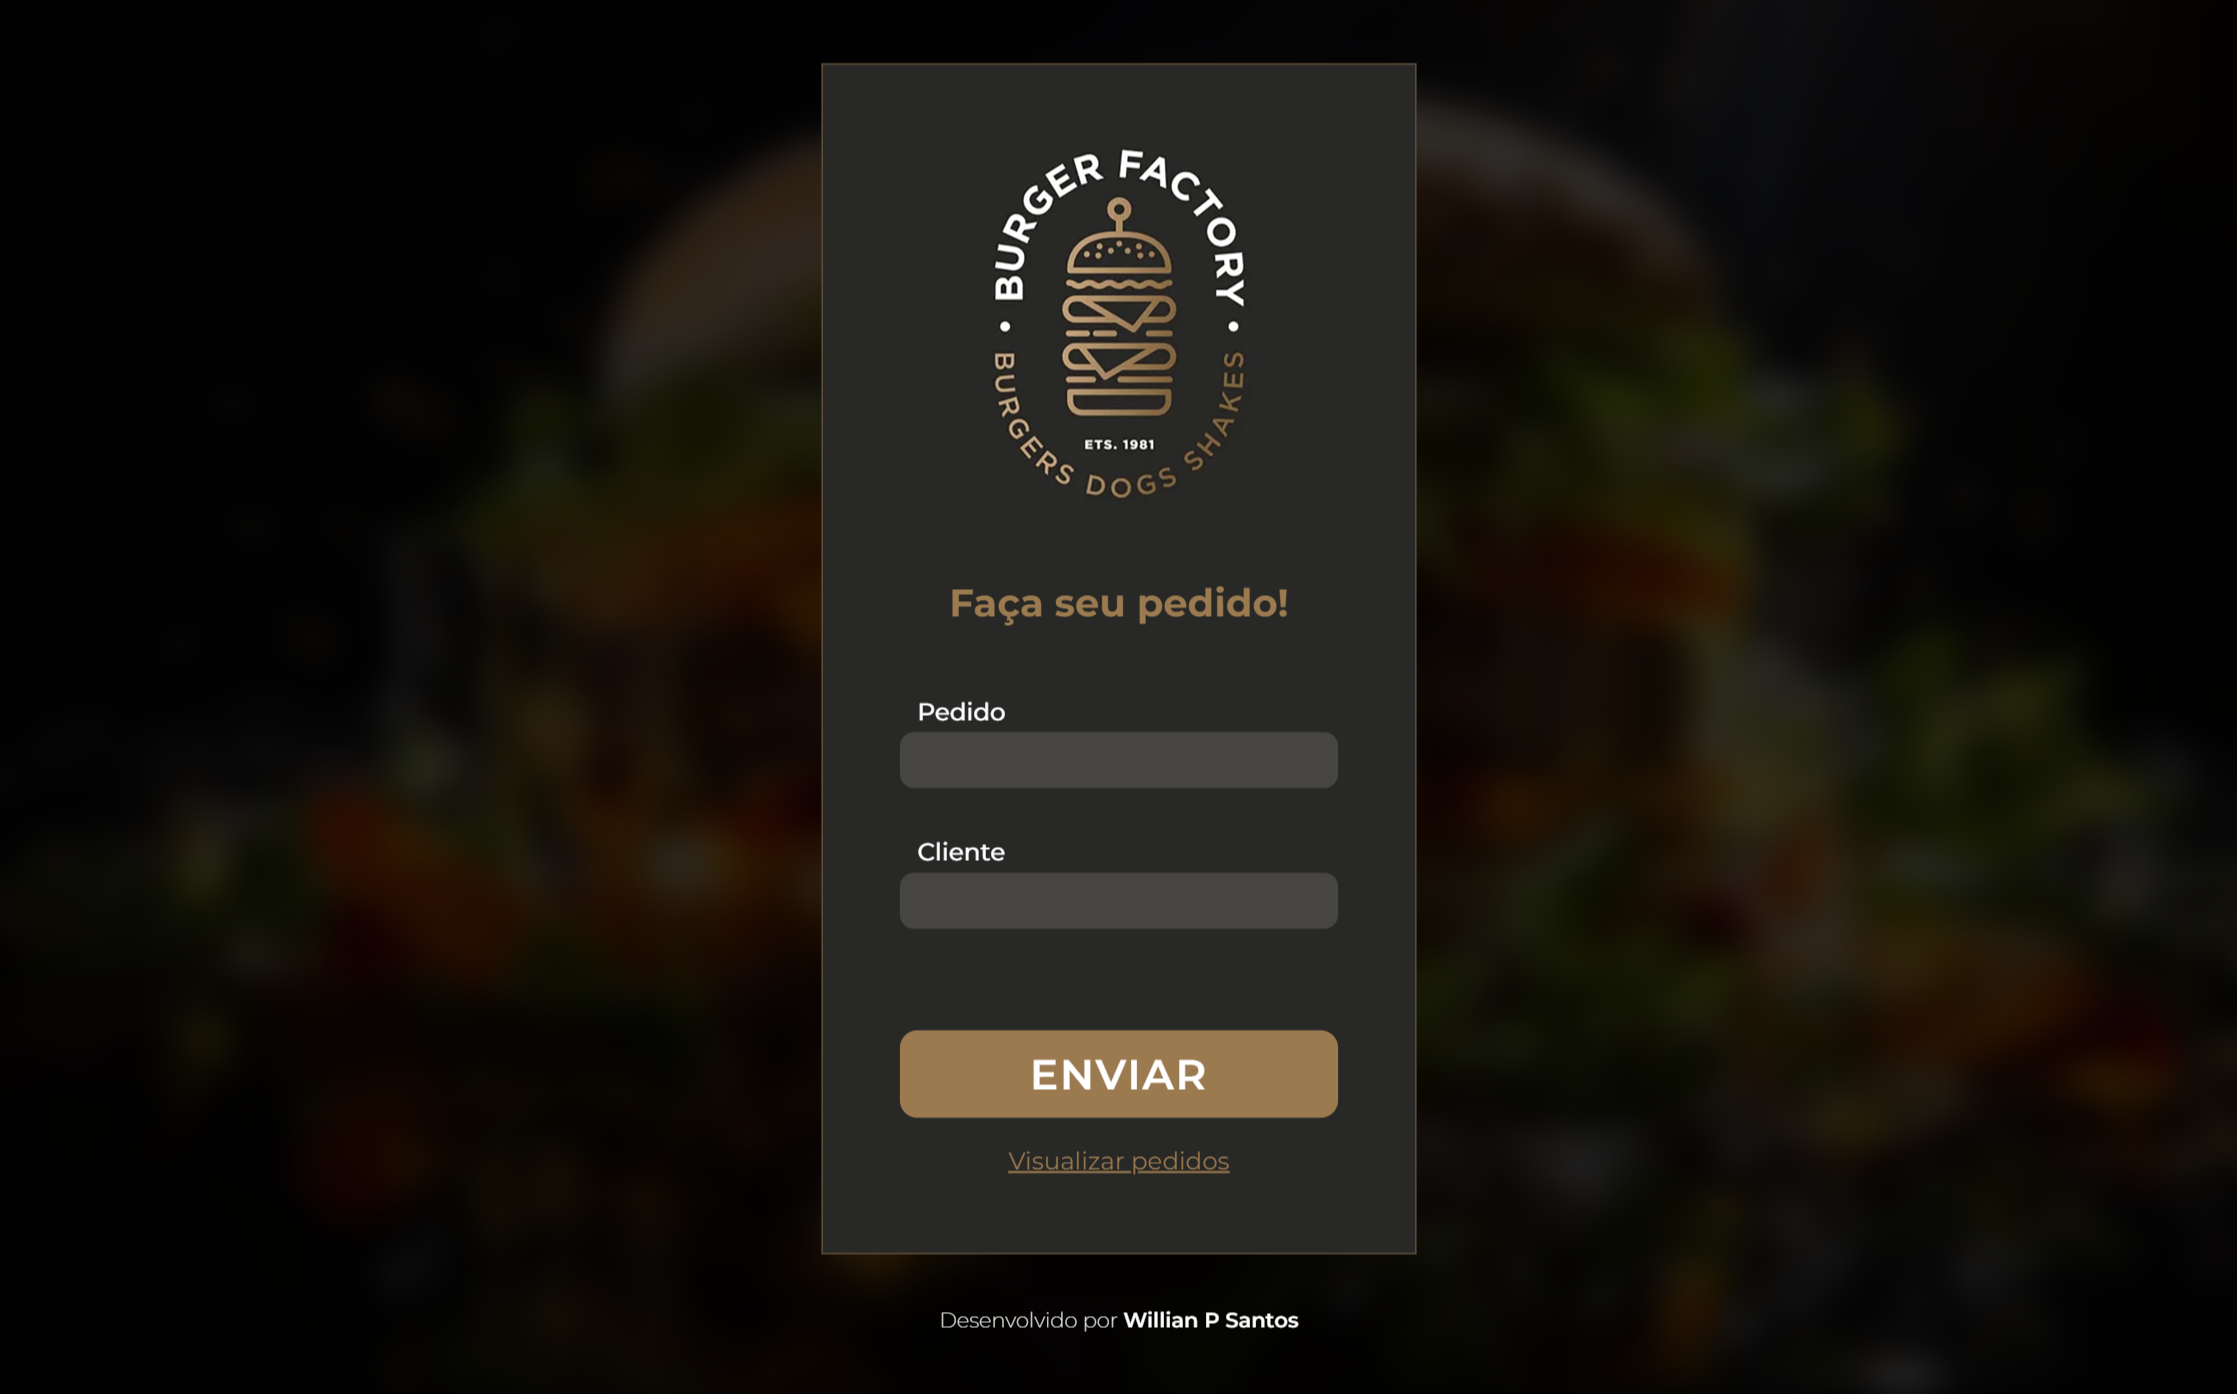 • BURGER FACTORY •
ETS. 1981
BURGERS DOGS SHAKES
Faça seu pedido!
Pedido
Cliente
ENVIAR
Visualizar pedidos
Desenvolvido por Willian P Santos